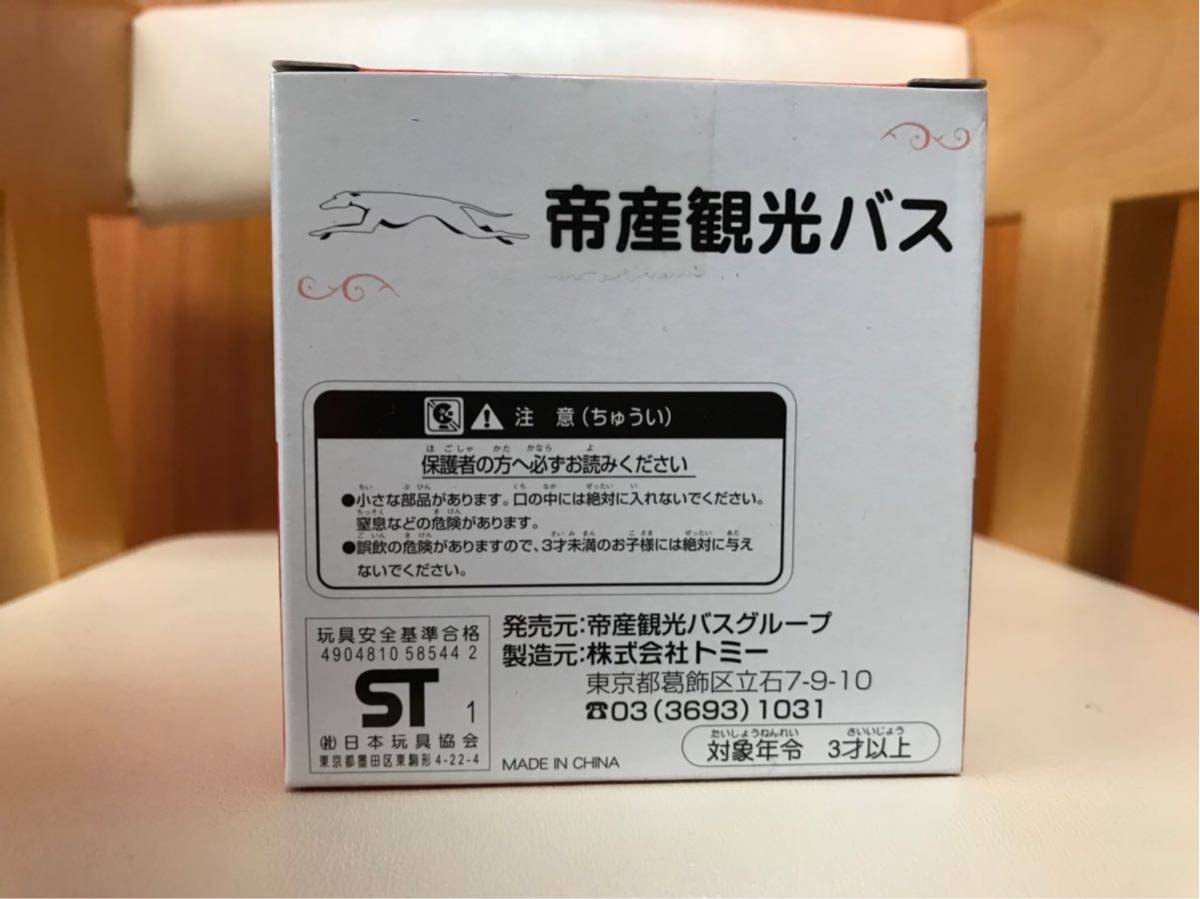 帝産観光バス
注 意(ちゅうい)
ほごしゃ かた かなら よ
保護者の方へ必ずお読みください
ちい ぶひん くち なか ぜったい い
●小さな部品があります。口の中には絶対に入れないでください。
ちっそく きけん
窒息などの危険があります。
ごいん きけん さいみまん こさま ぜったい あた
●誤飲の危険がありますので、3才未満のお子様には絶対に与え
ないでください。
玩具安全基準合格
4904810 58544 2
ST 1
㈳日本玩具協会
東京都墨田区東駒形4-22-4
発売元:帝産観光バスグループ
製造元:株式会社トミー
東京都葛飾区立石7-9-10
☎03(3693)1031
MADE IN CHINA
たいしょうねんれい さいいじょう
対象年令 3才以上